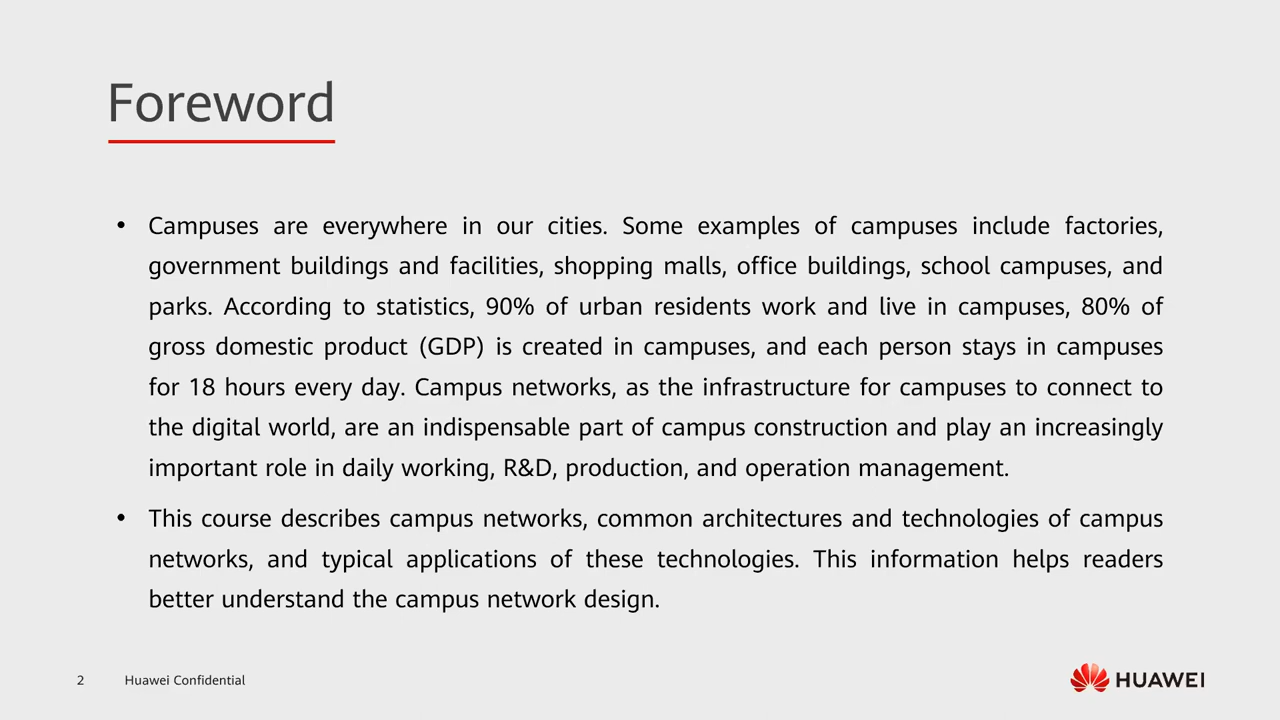 Foreword
• Campuses are everywhere in our cities. Some examples of campuses include factories,
government buildings and facilities, shopping malls, office buildings, school campuses, and
parks. According to statistics, 90% of urban residents work and live in campuses, 80% of
gross domestic product (GDP) is created in campuses, and each person stays in campuses
for 18 hours every day. Campus networks, as the infrastructure for campuses to connect to
the digital world, are an indispensable part of campus construction and play an increasingly
important role in daily working, R&D, production, and operation management.
• This course describes campus networks, common architectures and technologies of campus
networks, and typical applications of these technologies. This information helps readers
better understand the campus network design.
2 Huawei Confidential
HUAWEI